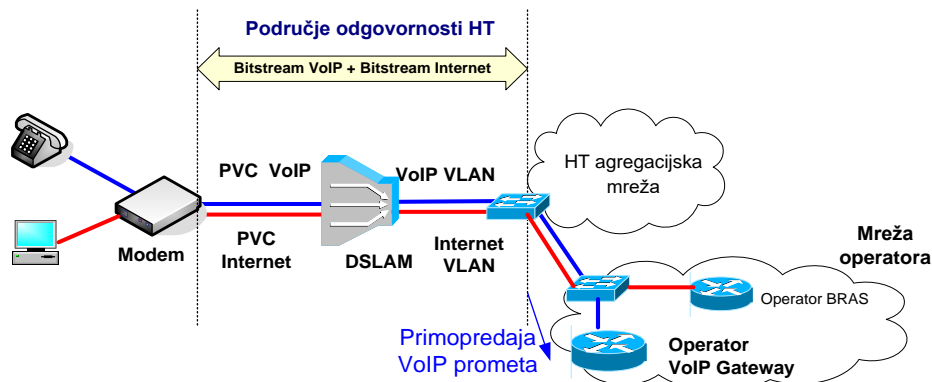 Područje odgovornosti HT
Bitstream VoIP + Bitstream Internet
HT agregacijska
mreža
PVC VoIP
VoIP VLAN
Modem
PVC
Internet
DSLAM
Internet
VLAN
Mreža
operatora
Operator BRAS
Primopredaja
VoIP prometa
Operator
VoIP Gateway